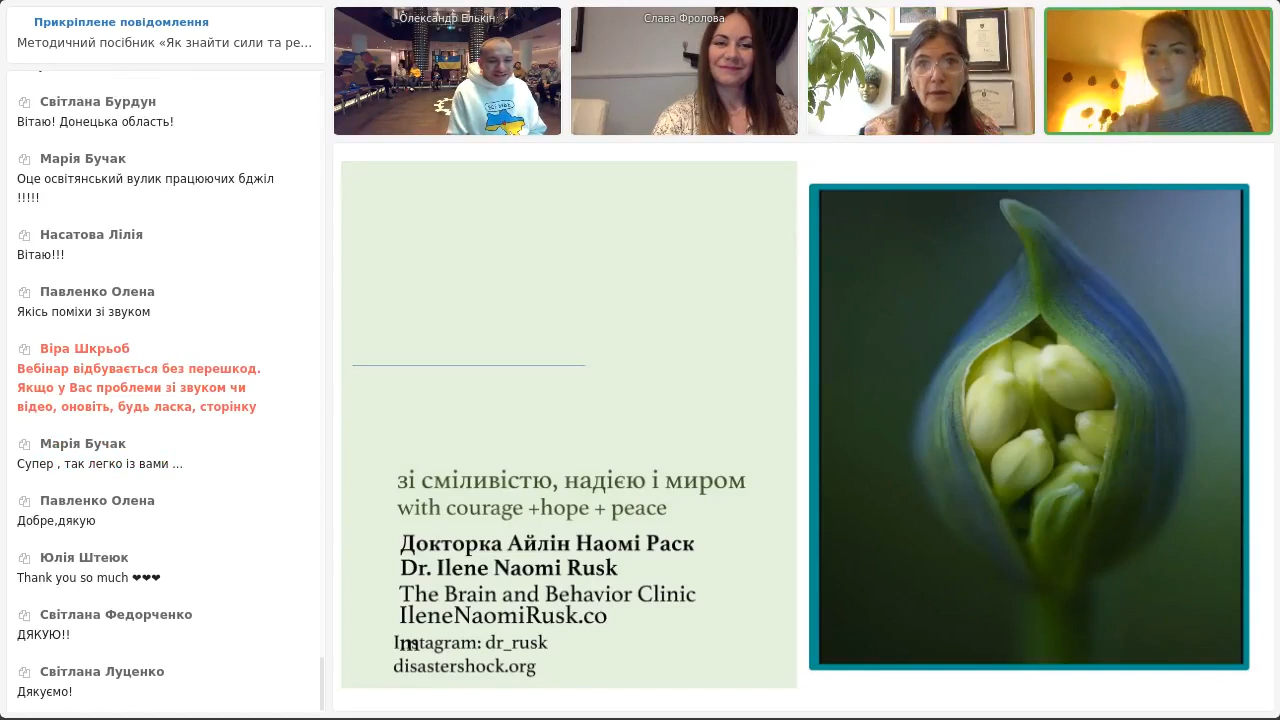 Прикріплене повідомлення
Методичний посібник «Як знайти сили та ре...
Світлана Бурдун
Вітаю! Донецька область!
Марія Бучак
Оце освітянський вулик працюючих бджіл
!!!!!
Насатова Лілія
Вітаю!!!
Павленко Олена
Якісь поміхи зі звуком
Віра Шкрьоб
Вебінар відбувається без перешкод.
Якщо у Вас проблеми зі звуком чи
відео, оновіть, будь ласка, сторінку
Марія Бучак
Супер , так легко із вами ...
Павленко Олена
Добре,дякую
Юлія Штеюк
Thank you so much ❤❤❤
Світлана Федорченко
ДЯКУЮ!!
Світлана Луценко
Дякуємо!
Олександр Елькін
Слава Фролова
зі сміливістю, надією і миром
with courage +hope + peace
Докторка Айлін Наомі Раск
Dr. Ilene Naomi Rusk
The Brain and Behavior Clinic
IleneNaomiRusk.co
m
Instagram: dr_rusk
disastershock.org